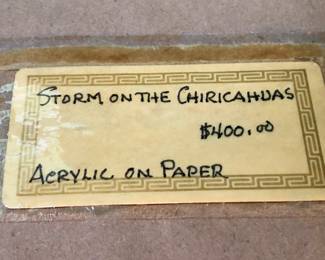 STORM ON THE CHIRICAHUAS
$400.00
ACRYLIC ON PAPER